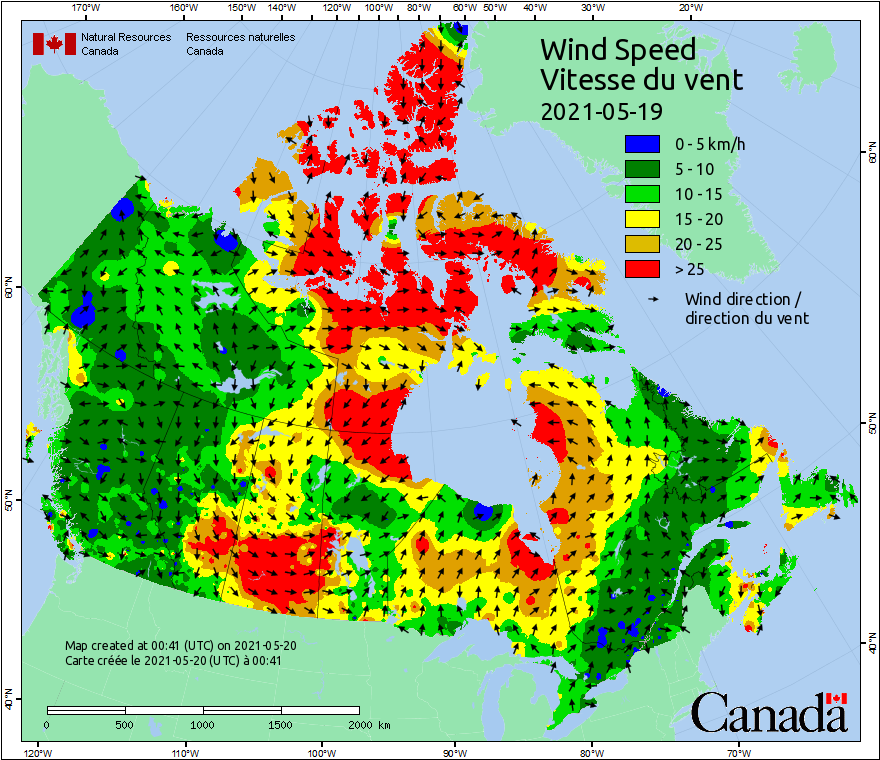 170°W 160°W 150°W 140°W 130°W 120°W 110°W 100°W 80°W 60°W 50°W 40°W 30°W 20°W
Natural Resources Canada
Ressources naturelles Canada
Wind Speed
Vitesse du vent
2021-05-19
0 - 5 km/h
5 - 10
10 - 15
15 - 20
20 - 25
> 25
Wind direction /
direction du vent
60°N
50°N
40°N
60°N
50°N
40°N
Map created at 00:41 (UTC) on 2021-05-20
Carte créée le 2021-05-20 (UTC) à 00:41
0 500 1000 1500 2000 km
Canada
120°W 110°W 100°W 90°W 80°W 70°W